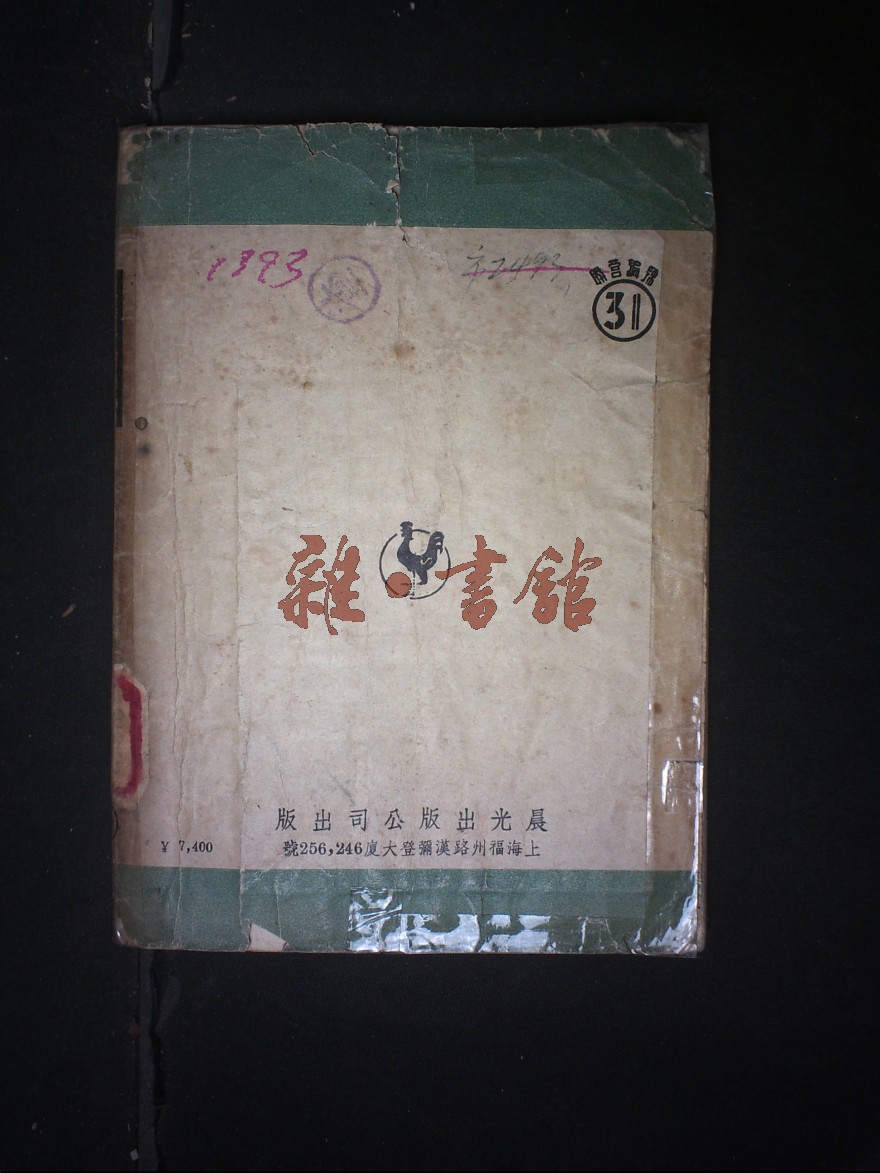 1393
31
雜·書館
版出司公版出光晨
¥ 7,400
號256,246廈大登彌漢路州福海上